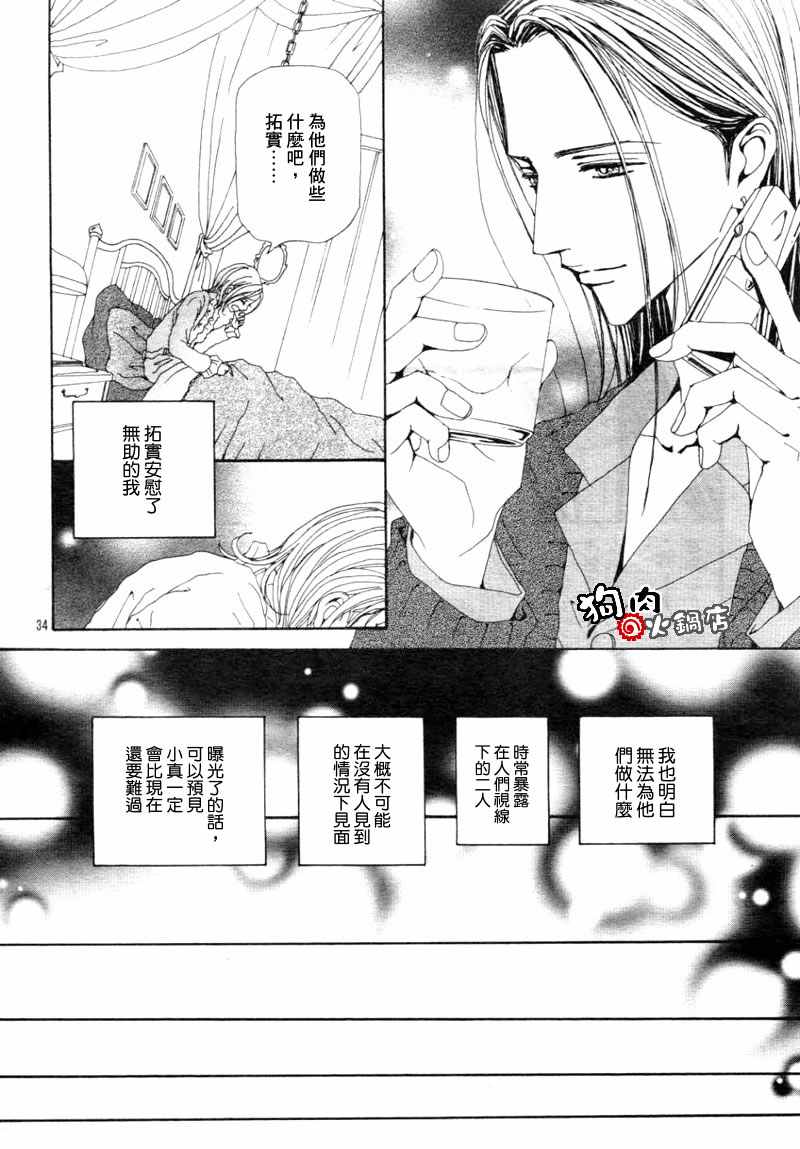 為他們做些
什麼吧，
拓實……
拓實安慰了
無助的我
34
狗肉
火鍋店
我也明白
無法為他
們做什麼
時常暴露
在人們視線
下的二人
大概不可能
在沒有人見到
的情況下見面
曝光了的話，
可以預見
小真一定
會比現在
還要難過